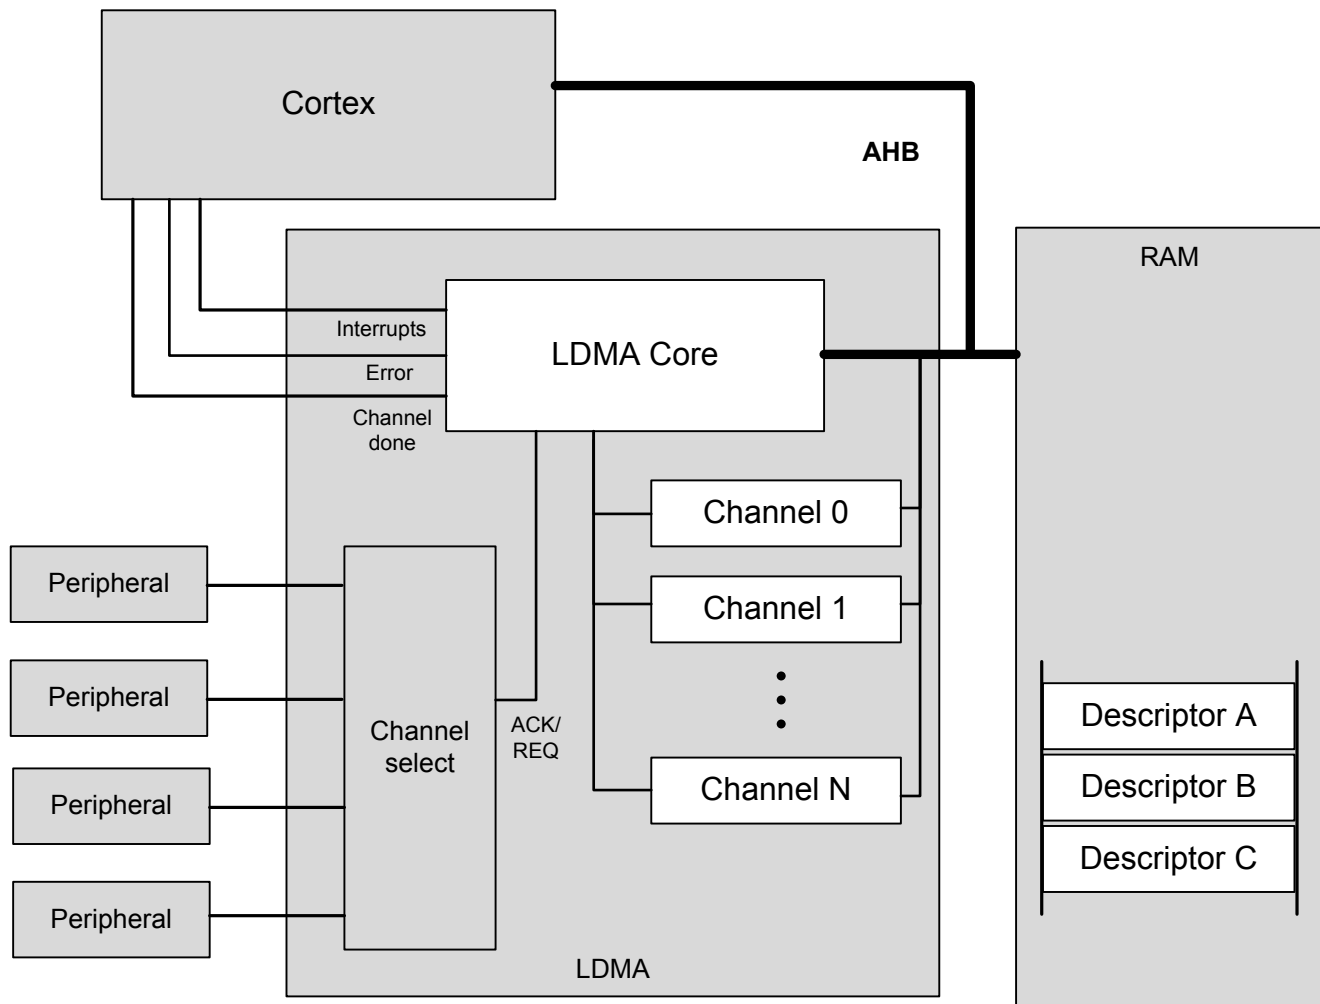 Cortex
AHB
RAM
Interrupts
LDMA Core
Error
Channel
done
Channel 0
Peripheral
Channel 1
Peripheral
Channel
select
ACK/
REQ
Descriptor A
Peripheral
Channel N
Descriptor B
Descriptor C
Peripheral
LDMA